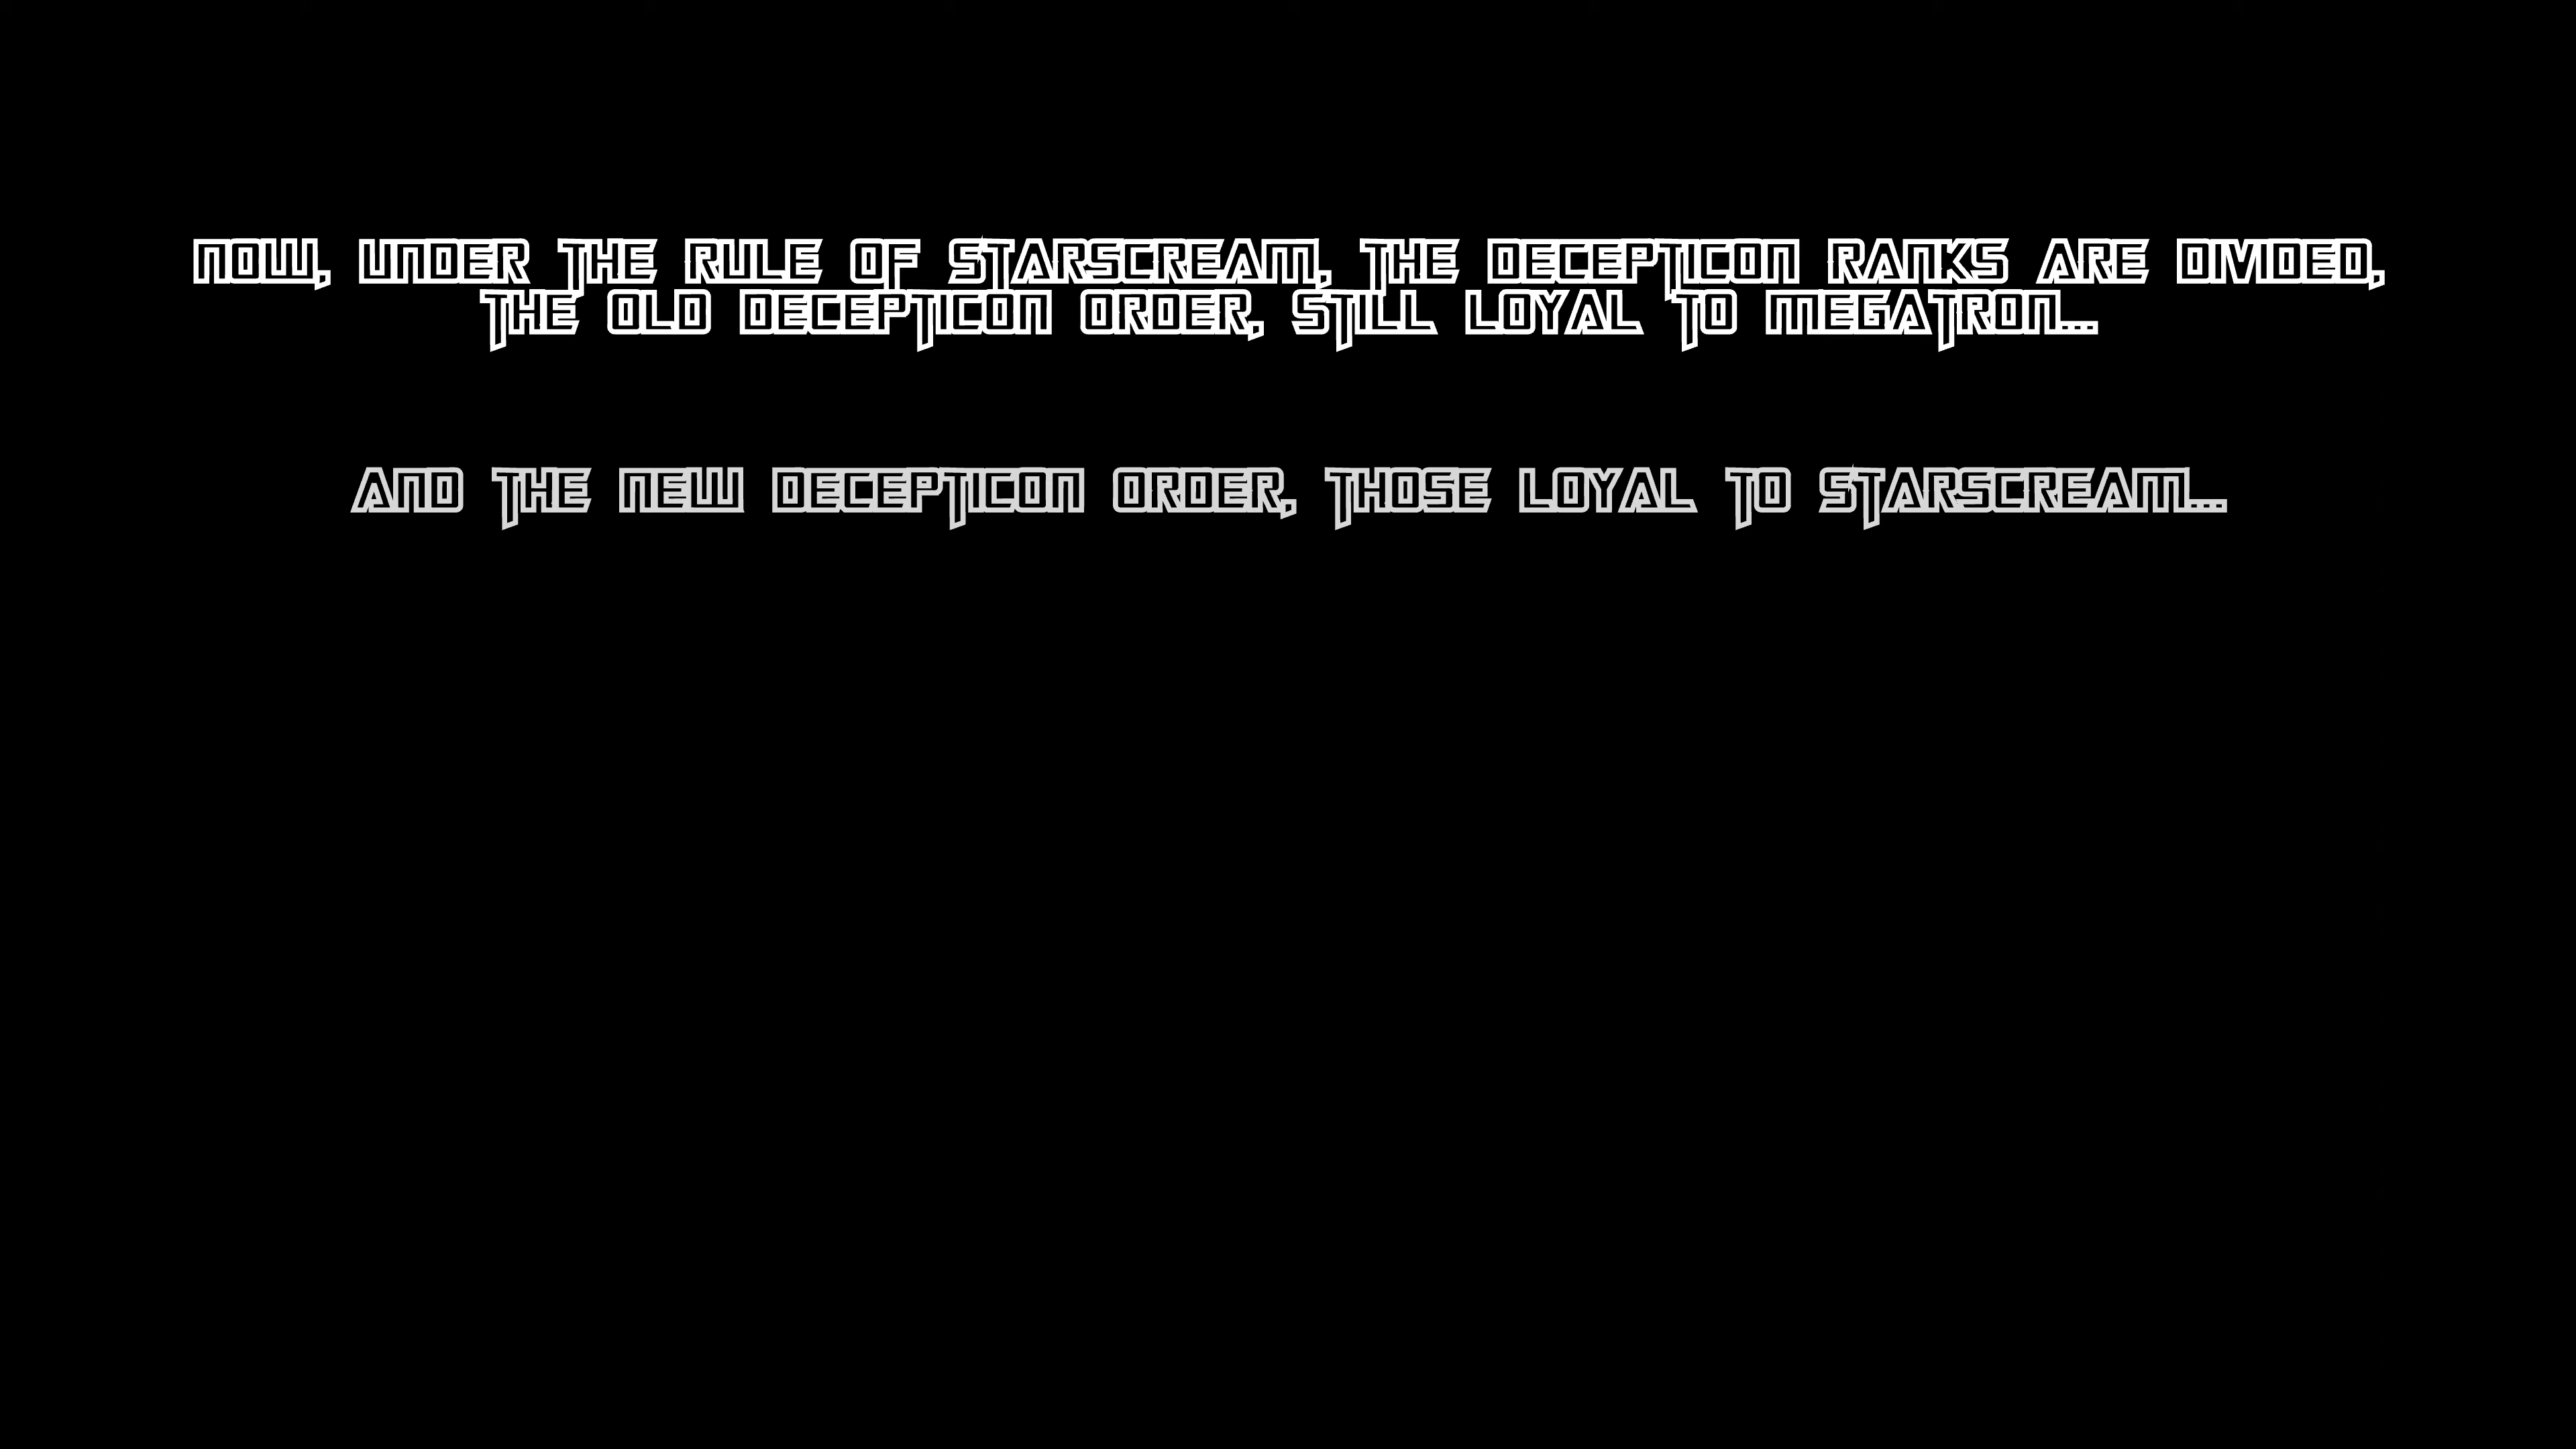 NOW, UNDER THE RULE OF STARSCREAM, THE DECEPTICON RANKS ARE DIVIDED,
THE OLD DECEPTICON ORDER, STILL LOYAL TO MEGATRON...
AND THE NEW DECEPTICON ORDER, THOSE LOYAL TO STARSCREAM...